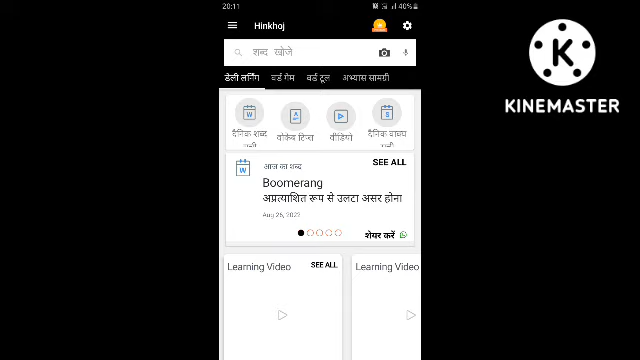 20:11
40%
Hinkhoj
शब्द खोजे
डेली लर्निंग वर्ड गेम वर्ड टूल अभ्यास सामग्री
दैनिक शब्द वोकैब टिप्स वीडियो दैनिक वाक्य
आज का शब्द
SEE ALL
Boomerang
अप्रत्याशित रूप से उलटा असर होना
Aug 26, 2022
शेयर करें
Learning Video SEE ALL
Learning Video
KINEMASTER